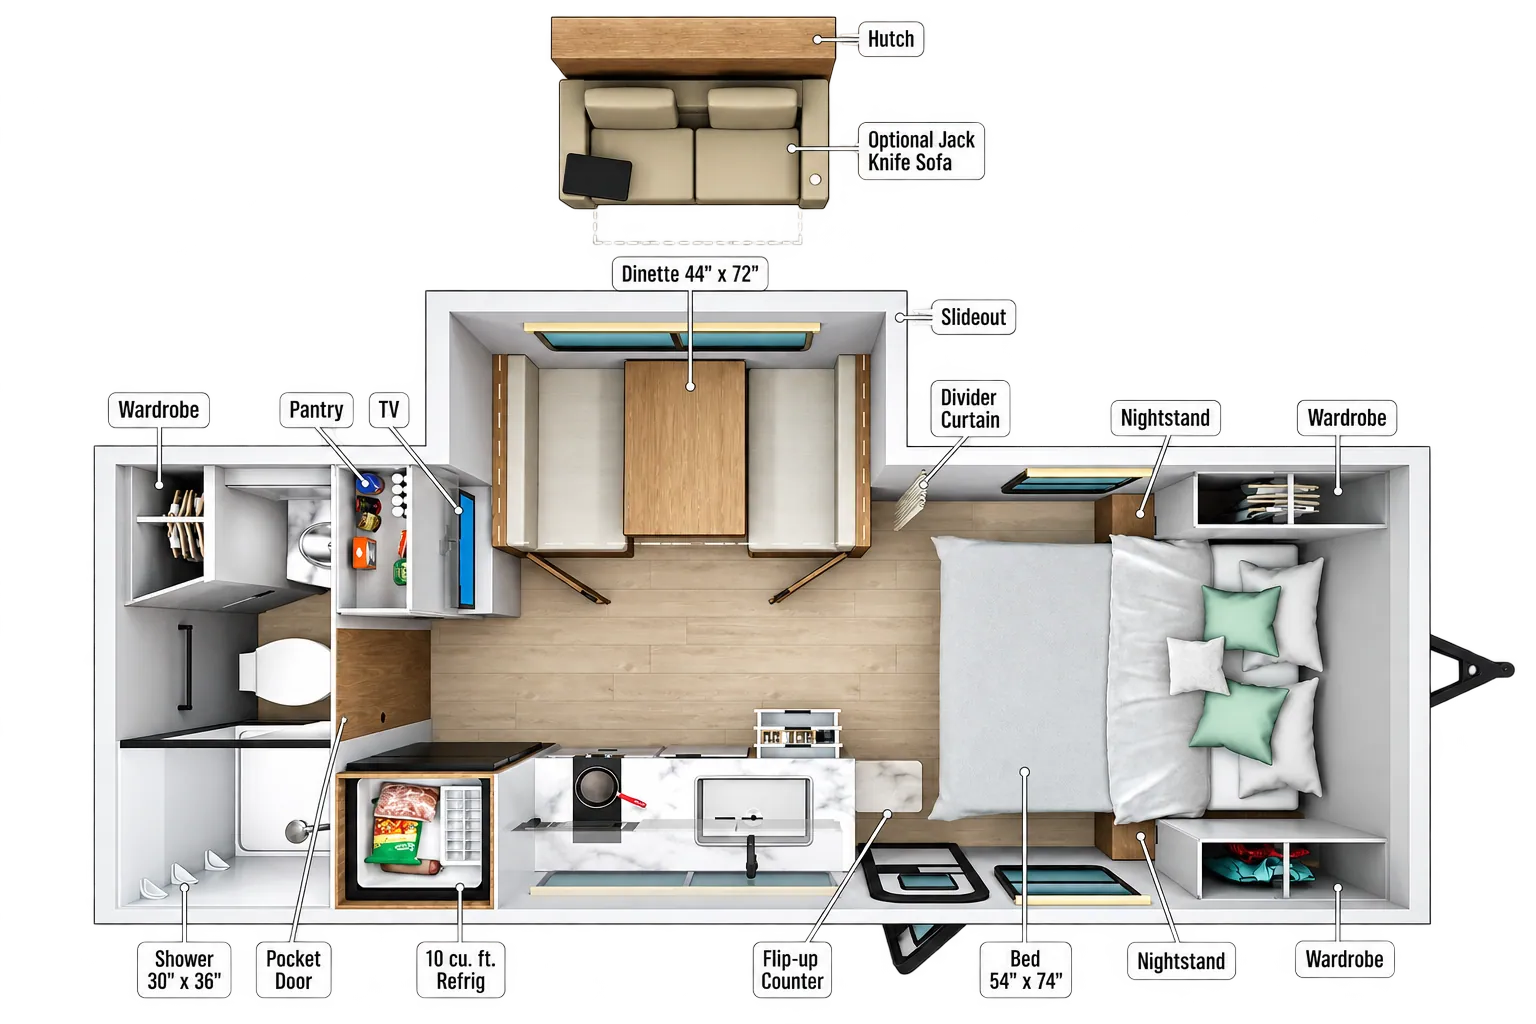 Hutch
Optional Jack
Knife Sofa
Dinette 44” x 72”
Slideout
Divider
Curtain
Wardrobe
Pantry
TV
Nightstand
Wardrobe
Shower
30” x 36”
Pocket
Door
10 cu. ft.
Refrig
Flip-up
Counter
Bed
54” x 74”
Nightstand
Wardrobe